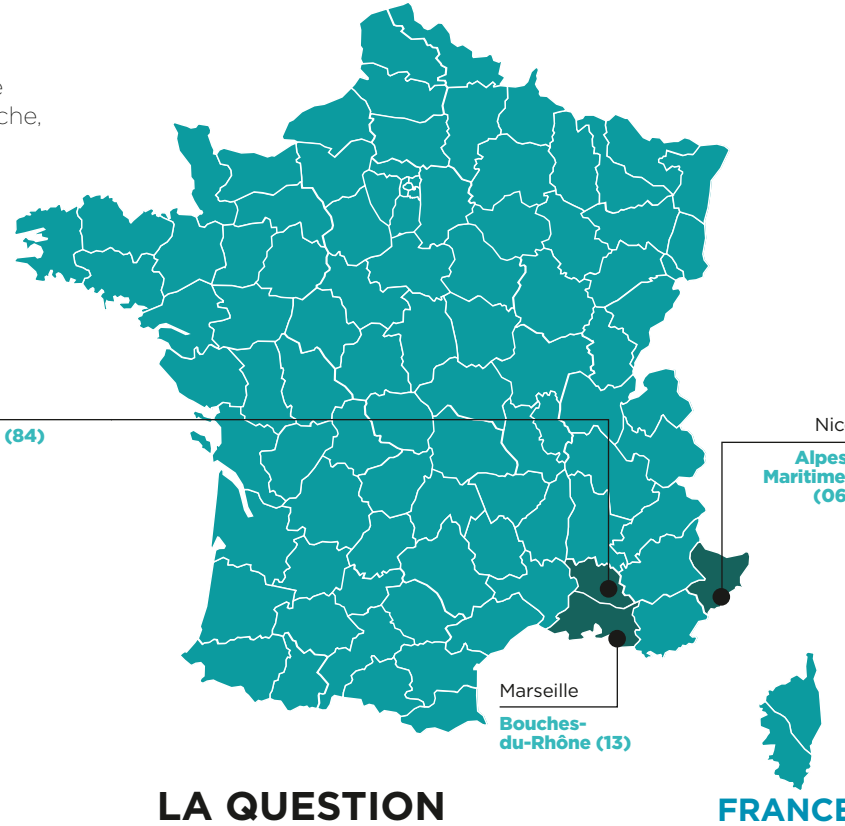 che,
(84)
Nic
Alpes
Maritime
(06
Marseille
Bouches-
du-Rhône (13)
LA QUESTION
FRANCE